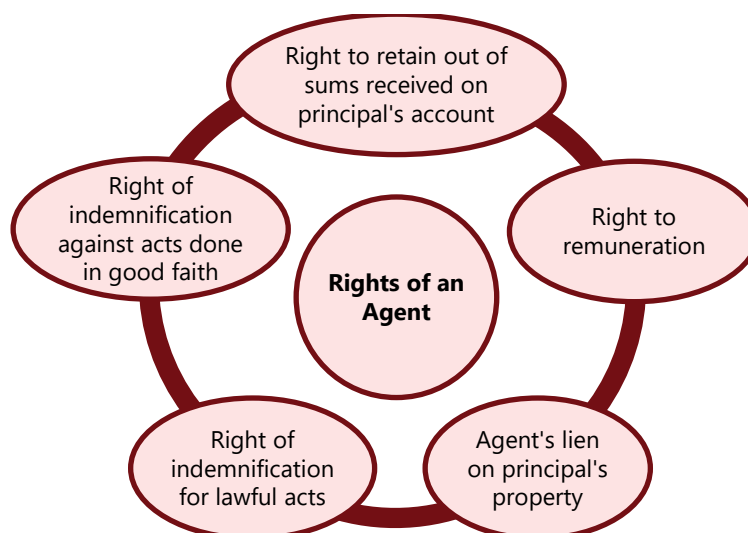 Right to retain out of
sums received on
principal's account
Right to
remuneration
Agent's lien
on principal's
property
Right of
indemnification
for lawful acts
Right of
indemnification
against acts done
in good faith
Rights of an
Agent